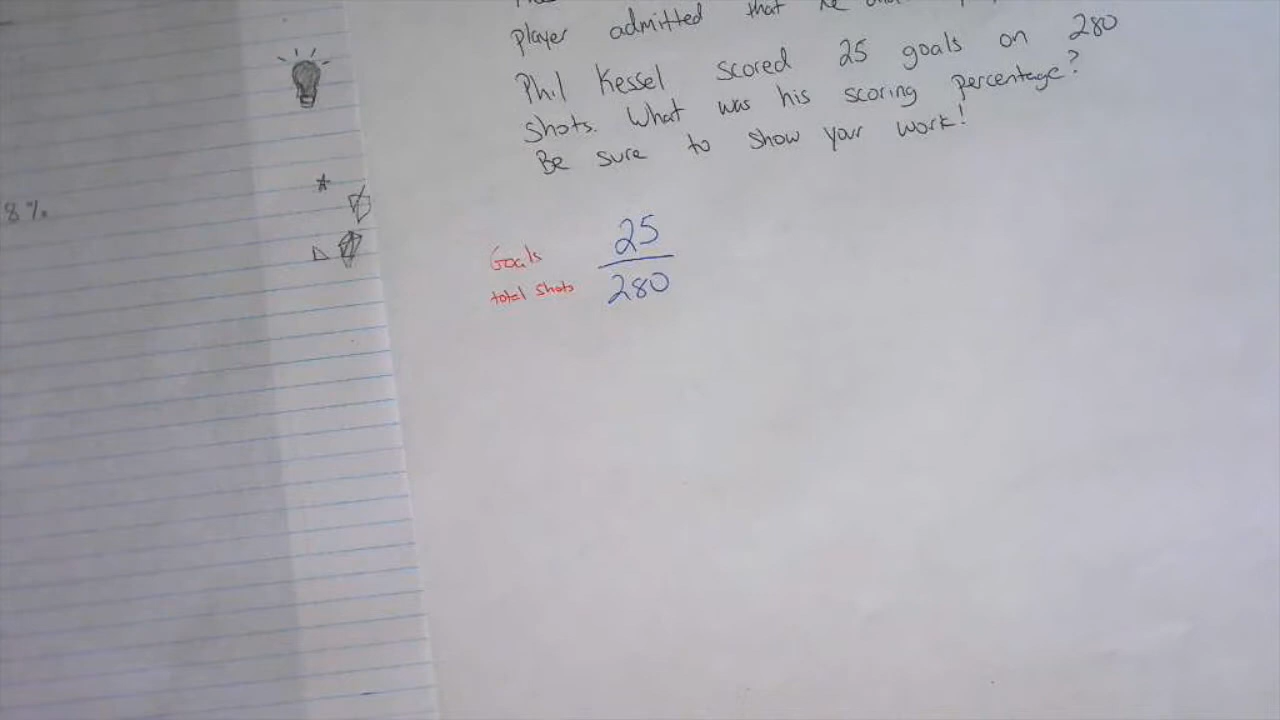 player admitted that he
Phil Kessel scored 25 goals on 280
shots. What was his scoring percentage?
Be sure to show your work!
8%
Goals 25
total shots 280